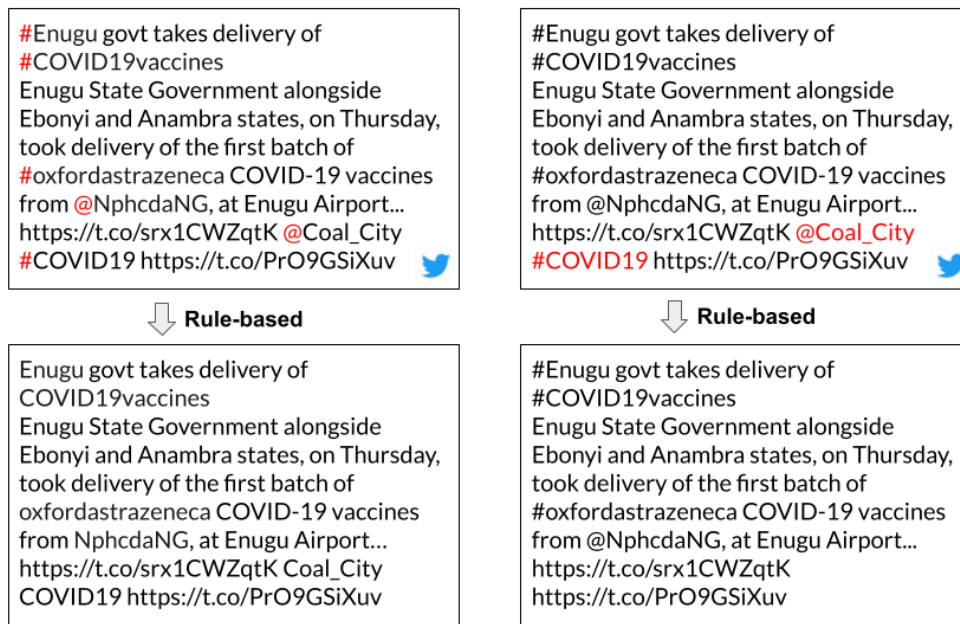 #Enugu govt takes delivery of
#COVID19vaccines
Enugu State Government alongside
Ebonyi and Anambra states, on Thursday,
took delivery of the first batch of
#oxfordastrazeneca COVID-19 vaccines
from @NphcdaNG, at Enugu Airport...
https://t.co/srx1CWZqtK @Coal_City
#COVID19 https://t.co/PrO9GSiXuv
Rule-based
Enugu govt takes delivery of
COVID19vaccines
Enugu State Government alongside
Ebonyi and Anambra states, on Thursday,
took delivery of the first batch of
oxfordastrazeneca COVID-19 vaccines
from NphcdaNG, at Enugu Airport...
https://t.co/srx1CWZqtK Coal_City
COVID19 https://t.co/PrO9GSiXuv
#Enugu govt takes delivery of
#COVID19vaccines
Enugu State Government alongside
Ebonyi and Anambra states, on Thursday,
took delivery of the first batch of
#oxfordastrazeneca COVID-19 vaccines
from @NphcdaNG, at Enugu Airport...
https://t.co/srx1CWZqtK @Coal_City
#COVID19 https://t.co/PrO9GSiXuv
Rule-based
#Enugu govt takes delivery of
#COVID19vaccines
Enugu State Government alongside
Ebonyi and Anambra states, on Thursday,
took delivery of the first batch of
#oxfordastrazeneca COVID-19 vaccines
from @NphcdaNG, at Enugu Airport...
https://t.co/srx1CWZqtK
https://t.co/PrO9GSiXuv